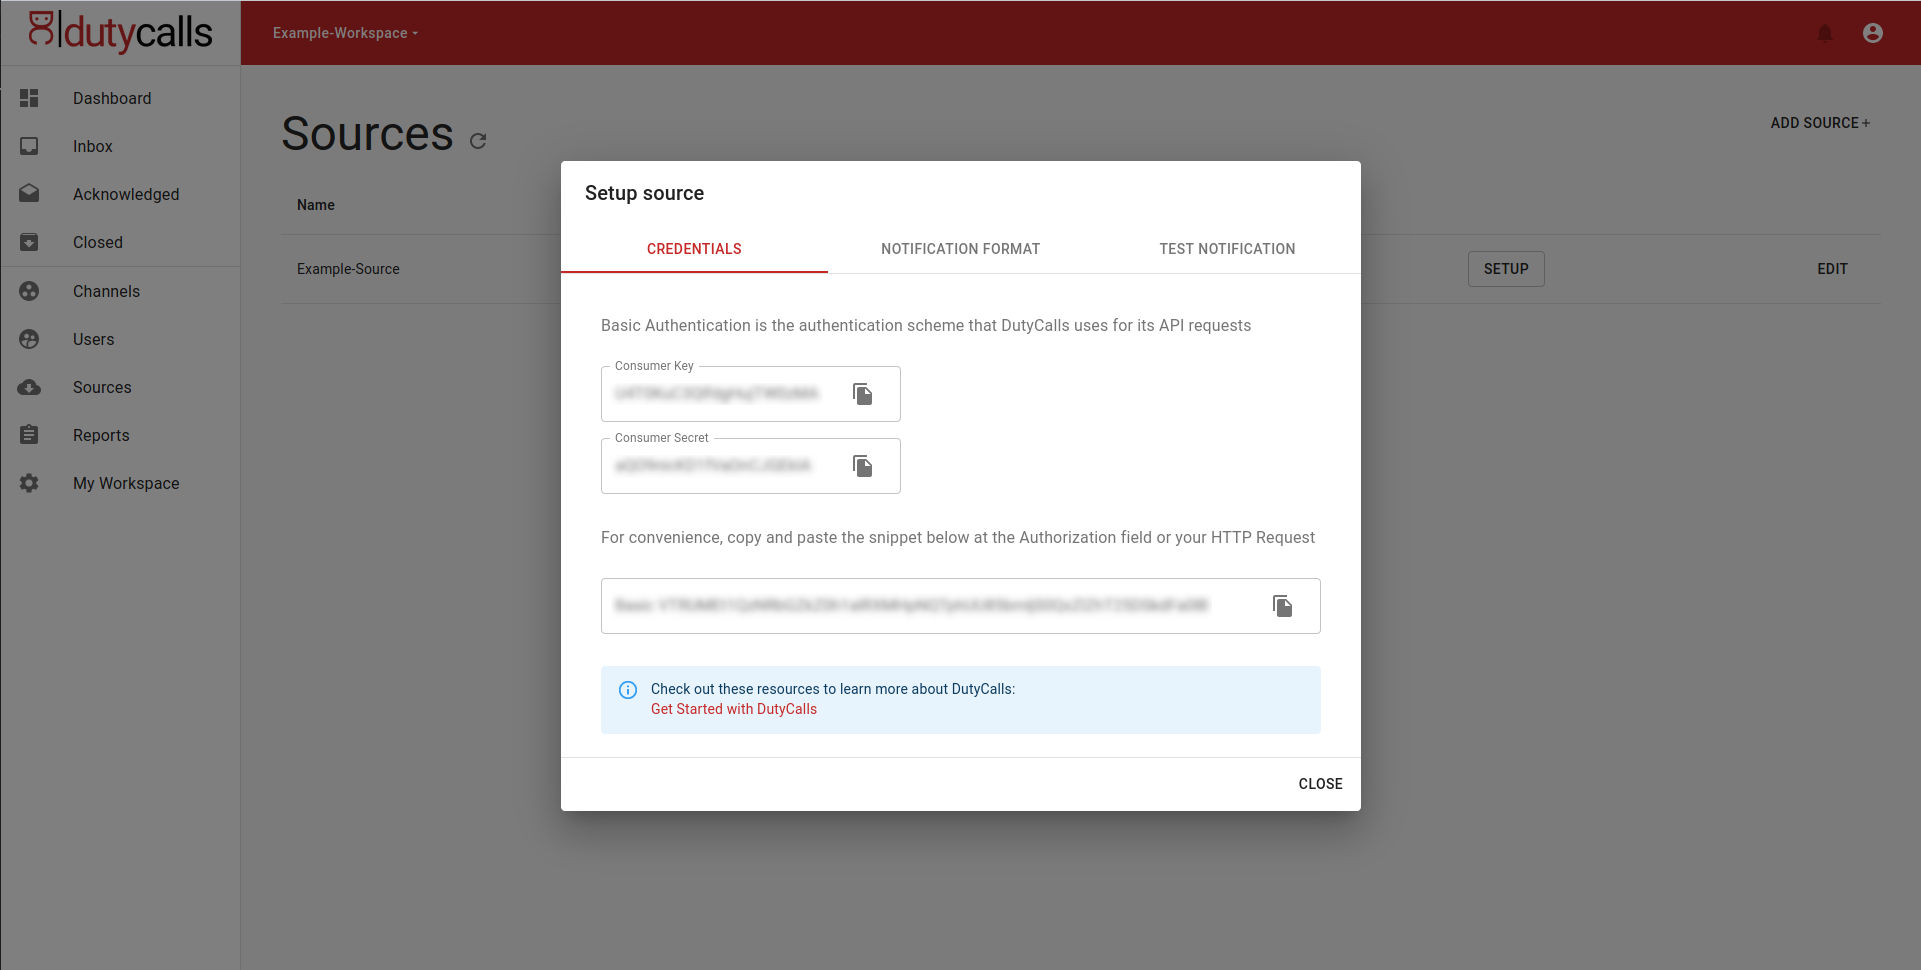 dutycalls
Example-Workspace
Dashboard
Inbox
Acknowledged
Closed
Channels
Users
Sources
Reports
My Workspace
Sources
ADD SOURCE +
Name
Example-Source
SETUP
EDIT
Setup source
CREDENTIALS
NOTIFICATION FORMAT
TEST NOTIFICATION
Basic Authentication is the authentication scheme that DutyCalls uses for its API requests
Consumer Key
Consumer Secret
For convenience, copy and paste the snippet below at the Authorization field or your HTTP Request
Check out these resources to learn more about DutyCalls:
Get Started with DutyCalls
CLOSE